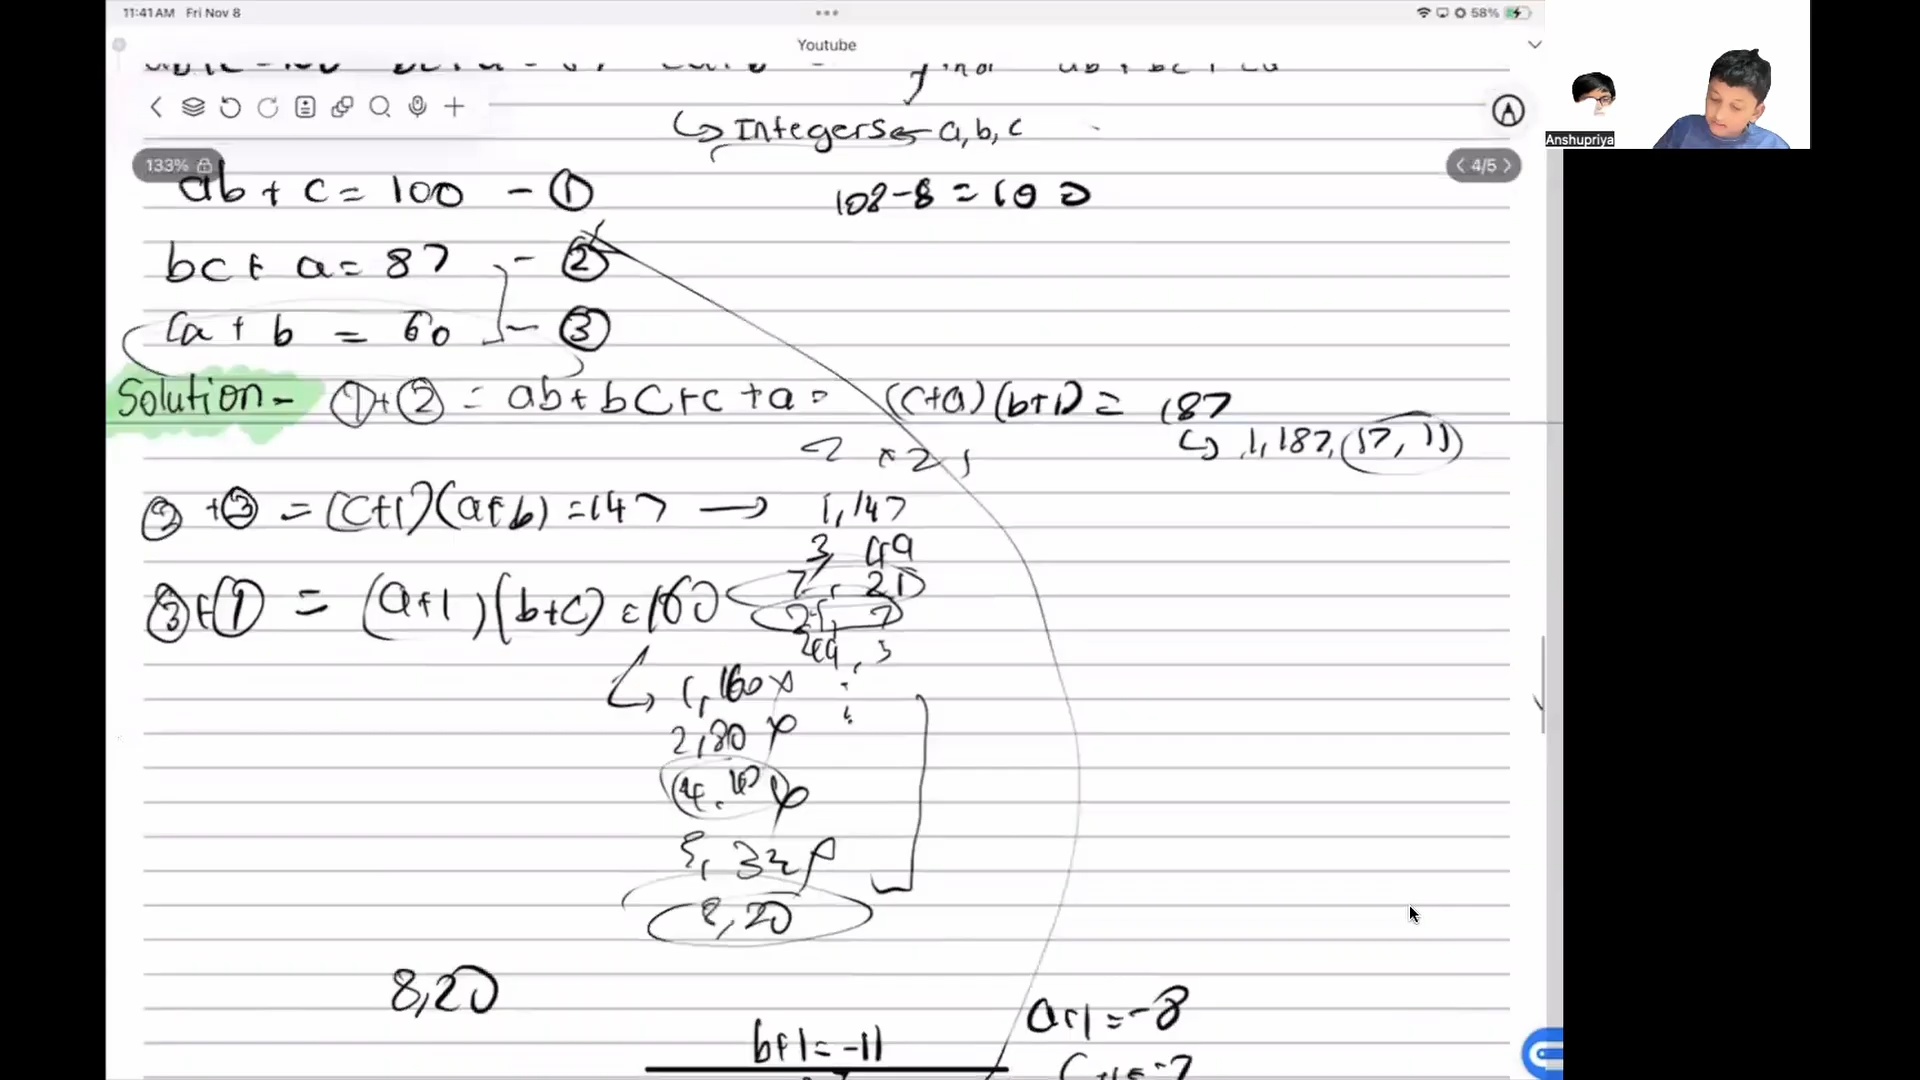 11:41 AM Fri Nov 8
58%
Youtube
Integers a, b, c
133%
4/5
Anshupriya
ab + c = 100 - ①
108 - 8 = 100
bc + a = 87 - ②
ca + b = 60 - ③
Solution - ① + ② = ab + bc + c + a = (c+a)(b+1) = 187
↳ 1, 187, 17, 11
② + ③ = (c+1)(a+b) = 147 → 1, 147
3, 49
7, 21
21, 7
③ + ① = (a+1)(b+c) = 160
49, 3
↳ 1, 160 x
2, 80
4, 40
5, 32
8, 20
8,20
a+1 = -8
b+1 = -11